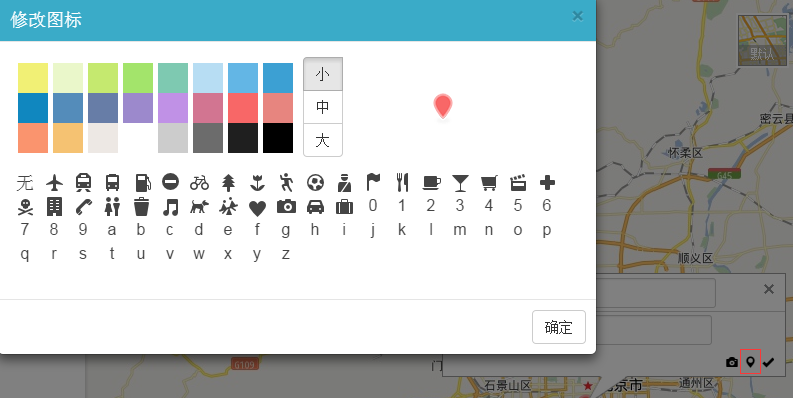 修改图标
×
小
中
大
默认
密云县
怀柔区
G45
无
0 1 2 3 4 5 6
7 8 9 a b c d e f g h i j k l m n o p
q r s t u v w x y z
顺义区
×
确定
G109
门
石景山区
北京市
通州区